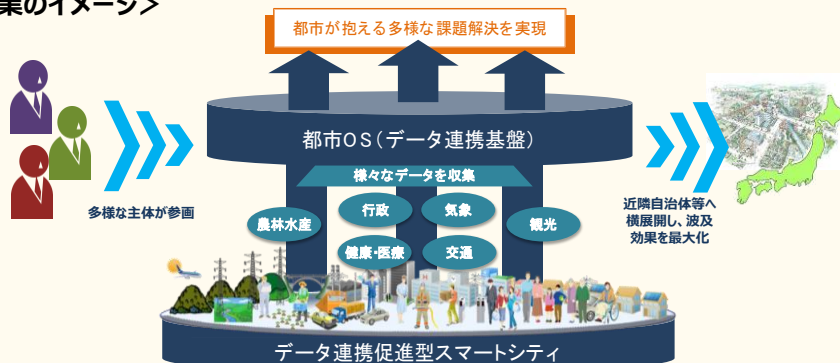 業のイメージ＞
都市が抱える多様な課題解決を実現
都市OS（データ連携基盤）
様々なデータを収集
多様な主体が参画
農林水産
行政
気象
観光
健康・医療
交通
近隣自治体等へ
横展開し、波及
効果を最大化
データ連携促進型スマートシティ